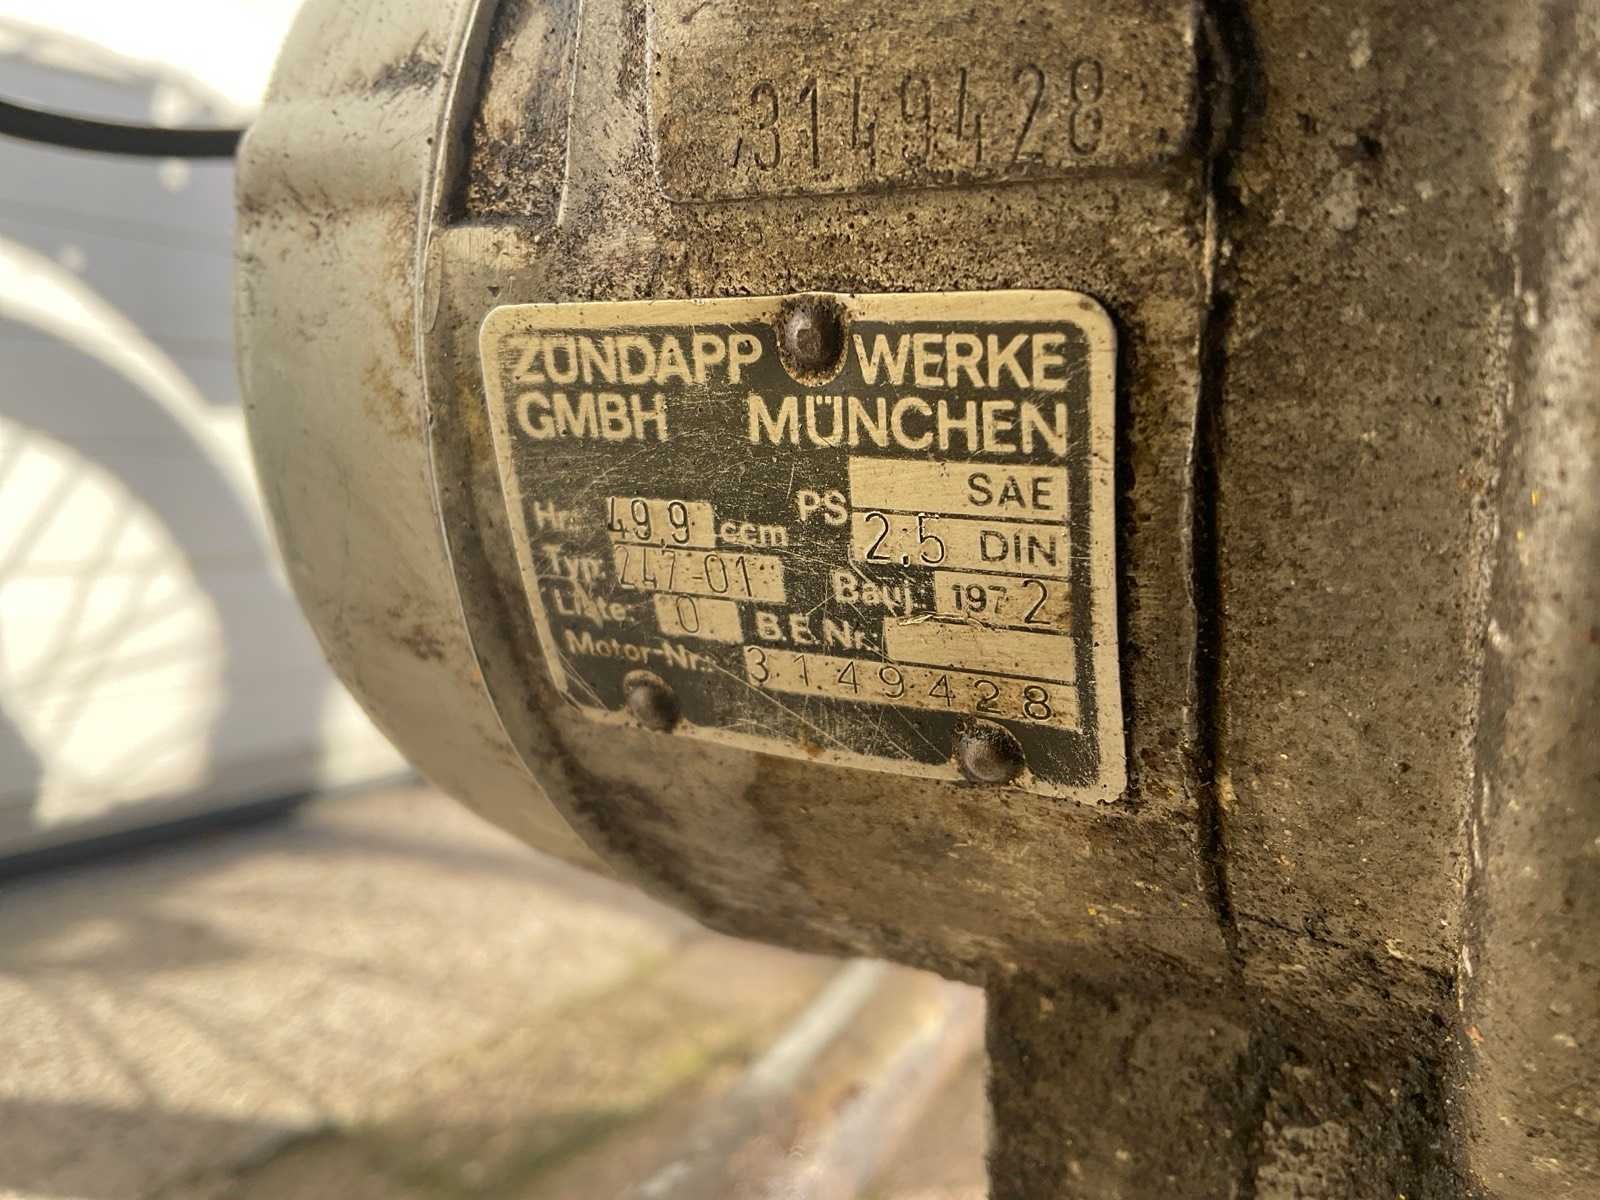 3149428
ZÜNDAPP WERKE
GMBH MÜNCHEN
SAE
Hr.: 49,9 ccm PS 2,5 DIN
Typ: 247-01 Bauj.: 1972
Liste: 0 B.E.Nr.:
Motor-Nr.: 3149428